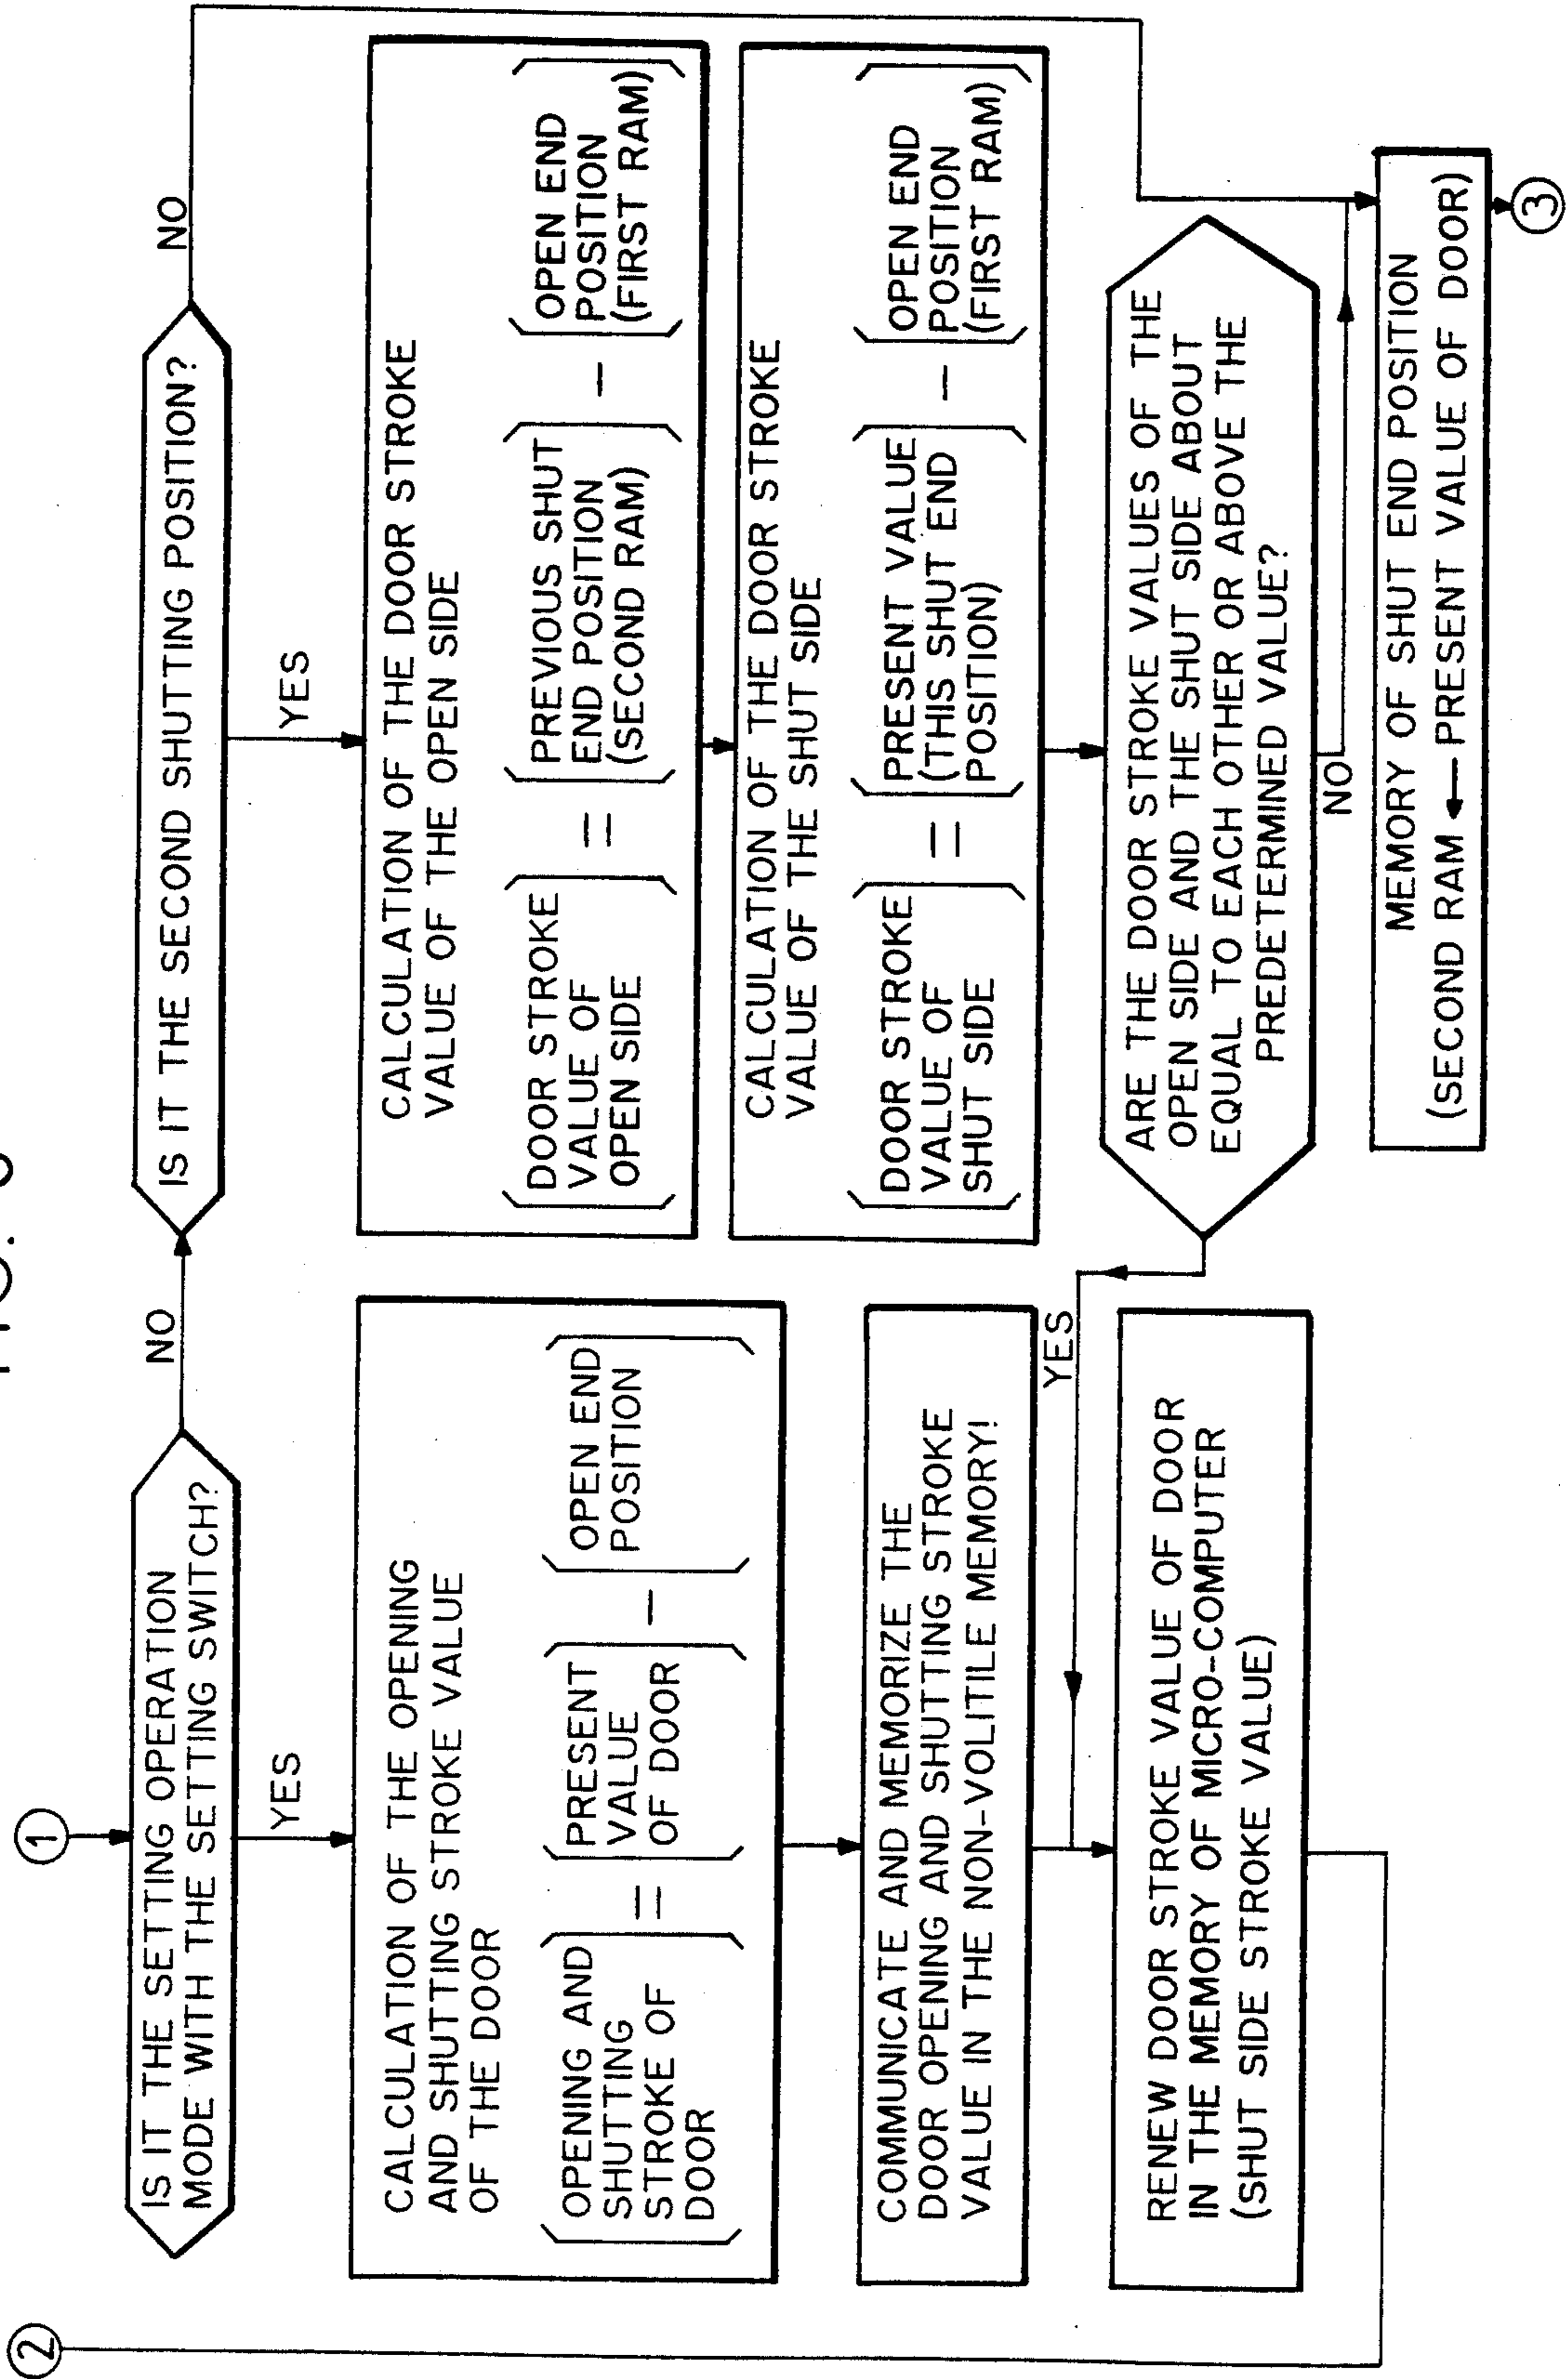 1
2
IS IT THE SETTING OPERATION
MODE WITH THE SETTING SWITCH?
NO
YES
CALCULATION OF THE OPENING
AND SHUTTING STROKE VALUE
OF THE DOOR
OPENING AND
SHUTTING
STROKE OF
DOOR
=
PRESENT
VALUE
OF DOOR
—
OPEN END
POSITION
COMMUNICATE AND MEMORIZE THE
DOOR OPENING AND SHUTTING STROKE
VALUE IN THE NON-VOLITILE MEMORY!
YES
RENEW DOOR STROKE VALUE OF DOOR
IN THE MEMORY OF MICRO-COMPUTER
(SHUT SIDE STROKE VALUE)
IS IT THE SECOND SHUTTING POSITION?
NO
YES
CALCULATION OF THE DOOR STROKE
VALUE OF THE OPEN SIDE
DOOR STROKE
VALUE OF
OPEN SIDE
=
PREVIOUS SHUT
END POSITION
(SECOND RAM)
—
OPEN END
POSITION
(FIRST RAM)
CALCULATION OF THE DOOR STROKE
VALUE OF THE SHUT SIDE
DOOR STROKE
VALUE OF
SHUT SIDE
=
PRESENT VALUE
(THIS SHUT END
POSITION)
—
OPEN END
POSITION
(FIRST RAM)
ARE THE DOOR STROKE VALUES OF THE
OPEN SIDE AND THE SHUT SIDE ABOUT
EQUAL TO EACH OTHER OR ABOVE THE
PREDETERMINED VALUE?
NO
MEMORY OF SHUT END POSITION
(SECOND RAM ← PRESENT VALUE OF DOOR)
3